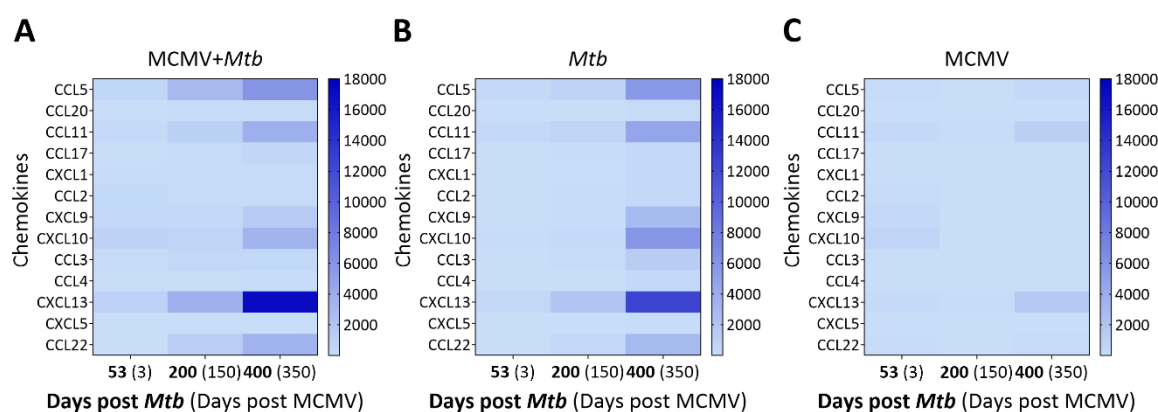 A
MCMV+Mtb
Chemokines
CCL5
CCL20
CCL11
CCL17
CXCL1
CCL2
CXCL9
CXCL10
CCL3
CCL4
CXCL13
CXCL5
CCL22
18000
16000
14000
12000
10000
8000
6000
4000
2000
53 (3) 200 (150) 400 (350)
Days post Mtb (Days post MCMV)
B
Mtb
Chemokines
CCL5
CCL20
CCL11
CCL17
CXCL1
CCL2
CXCL9
CXCL10
CCL3
CCL4
CXCL13
CXCL5
CCL22
18000
16000
14000
12000
10000
8000
6000
4000
2000
53 (3) 200 (150) 400 (350)
Days post Mtb (Days post MCMV)
C
MCMV
Chemokines
CCL5
CCL20
CCL11
CCL17
CXCL1
CCL2
CXCL9
CXCL10
CCL3
CCL4
CXCL13
CXCL5
CCL22
18000
16000
14000
12000
10000
8000
6000
4000
2000
53 (3) 200 (150) 400 (350)
Days post Mtb (Days post MCMV)